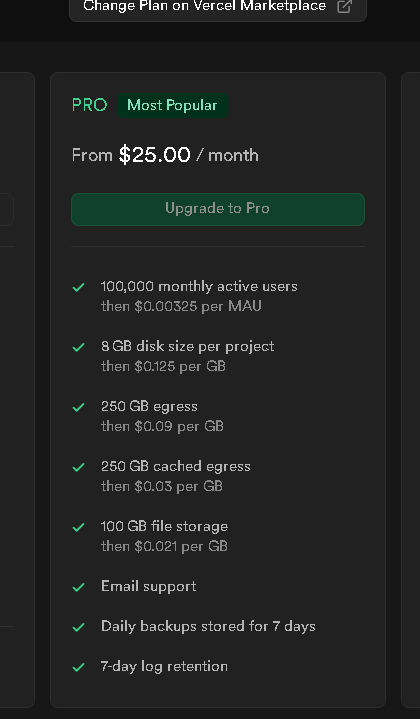 Change Plan on Vercel Marketplace
PRO Most Popular
From $25.00 / month
Upgrade to Pro
100,000 monthly active users
then $0.00325 per MAU
8 GB disk size per project
then $0.125 per GB
250 GB egress
then $0.09 per GB
250 GB cached egress
then $0.03 per GB
100 GB file storage
then $0.021 per GB
Email support
Daily backups stored for 7 days
7-day log retention